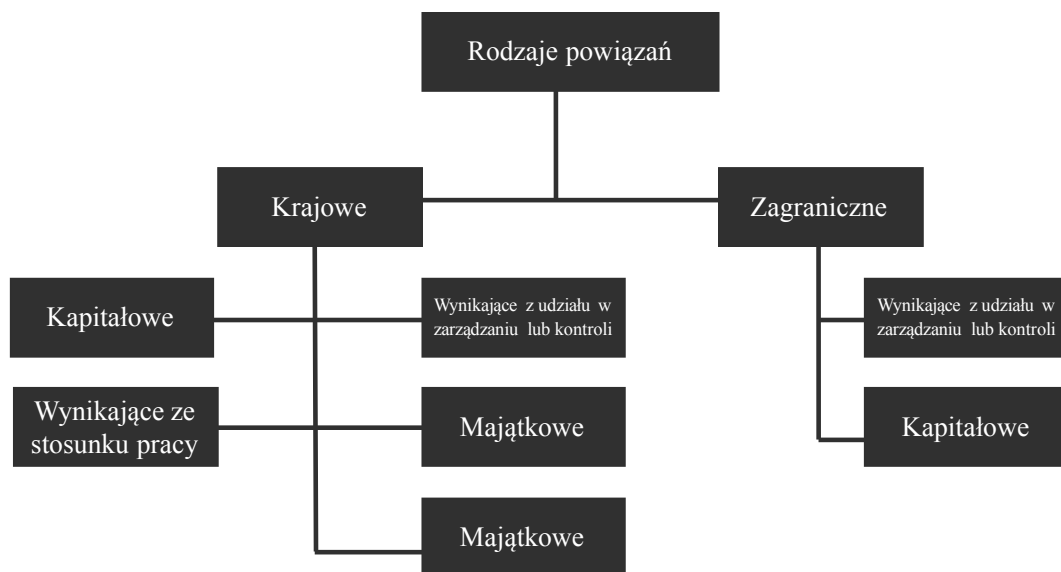 Rodzaje powiązań
Krajowe
Zagraniczne
Kapitałowe
Wynikające z udziału w
zarządzaniu lub kontroli
Wynikające z udziału w
zarządzaniu lub kontroli
Wynikające ze
stosunku pracy
Majątkowe
Kapitałowe
Majątkowe